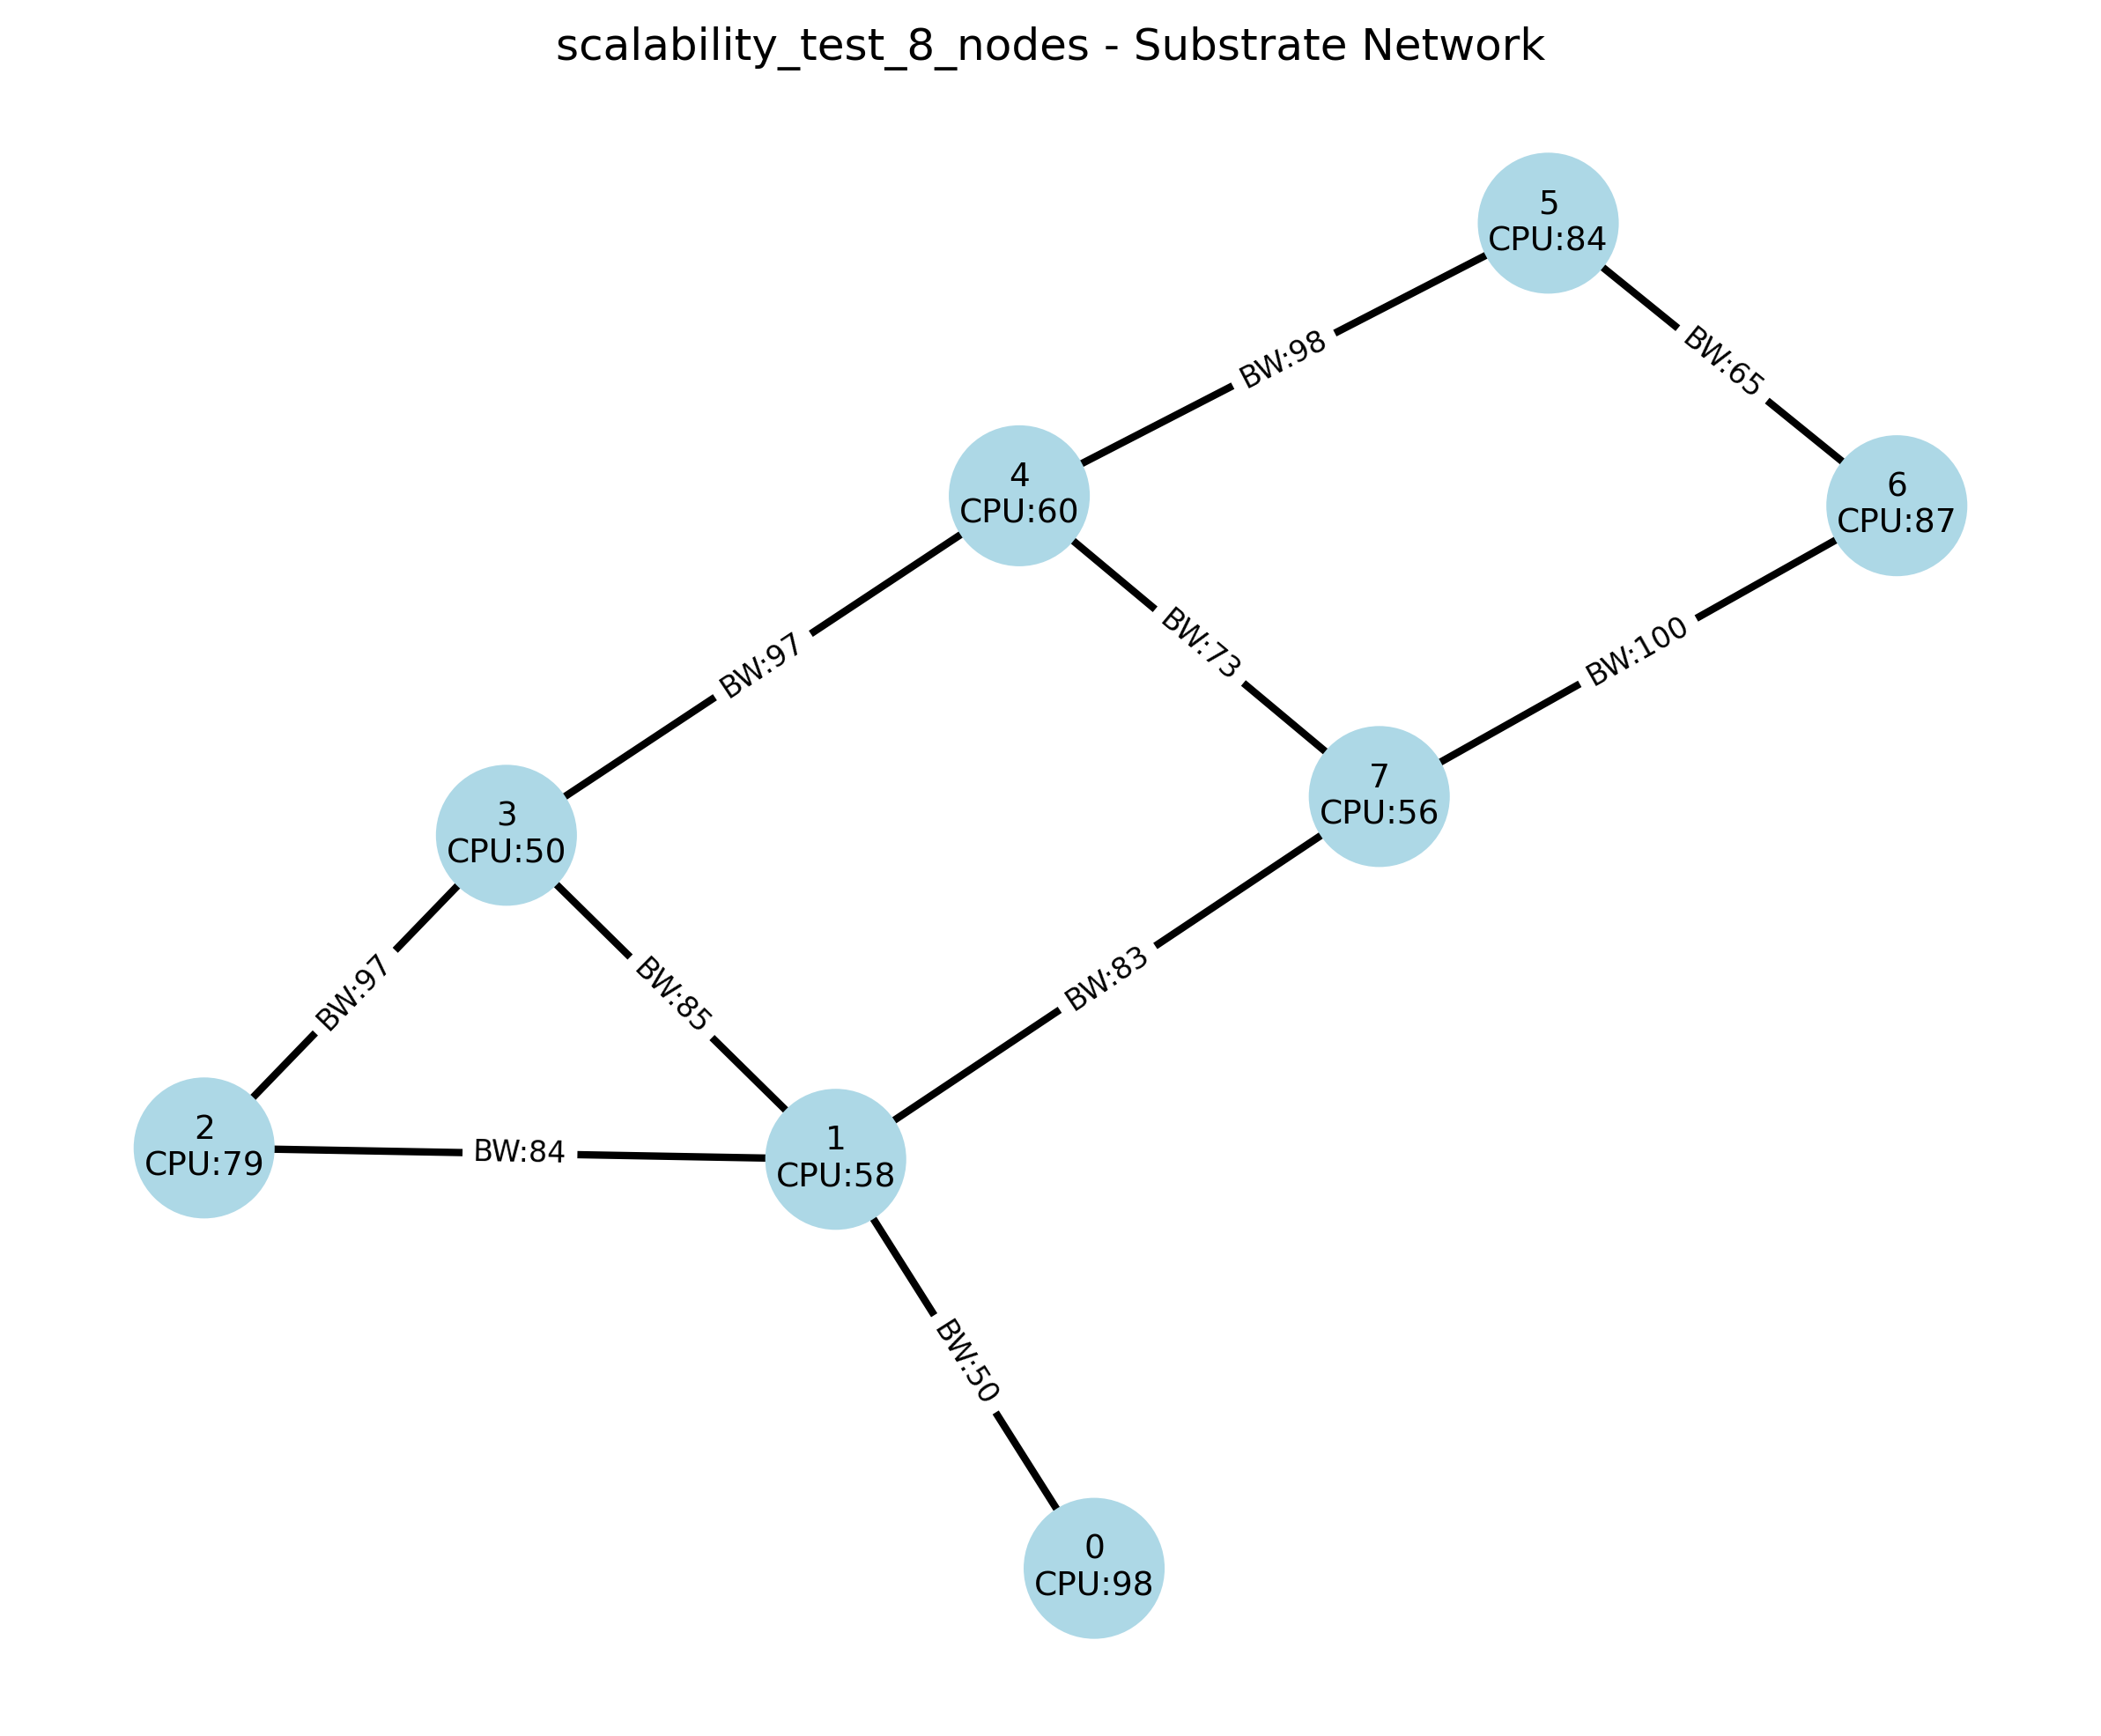 scalability_test_8_nodes - Substrate Network
5
CPU:84
BW:98
BW:65
4
CPU:60
6
CPU:87
BW:97
BW:73
BW:100
7
CPU:56
3
CPU:50
BW:97
BW:85
BW:83
2
CPU:79
BW:84
1
CPU:58
BW:50
0
CPU:98